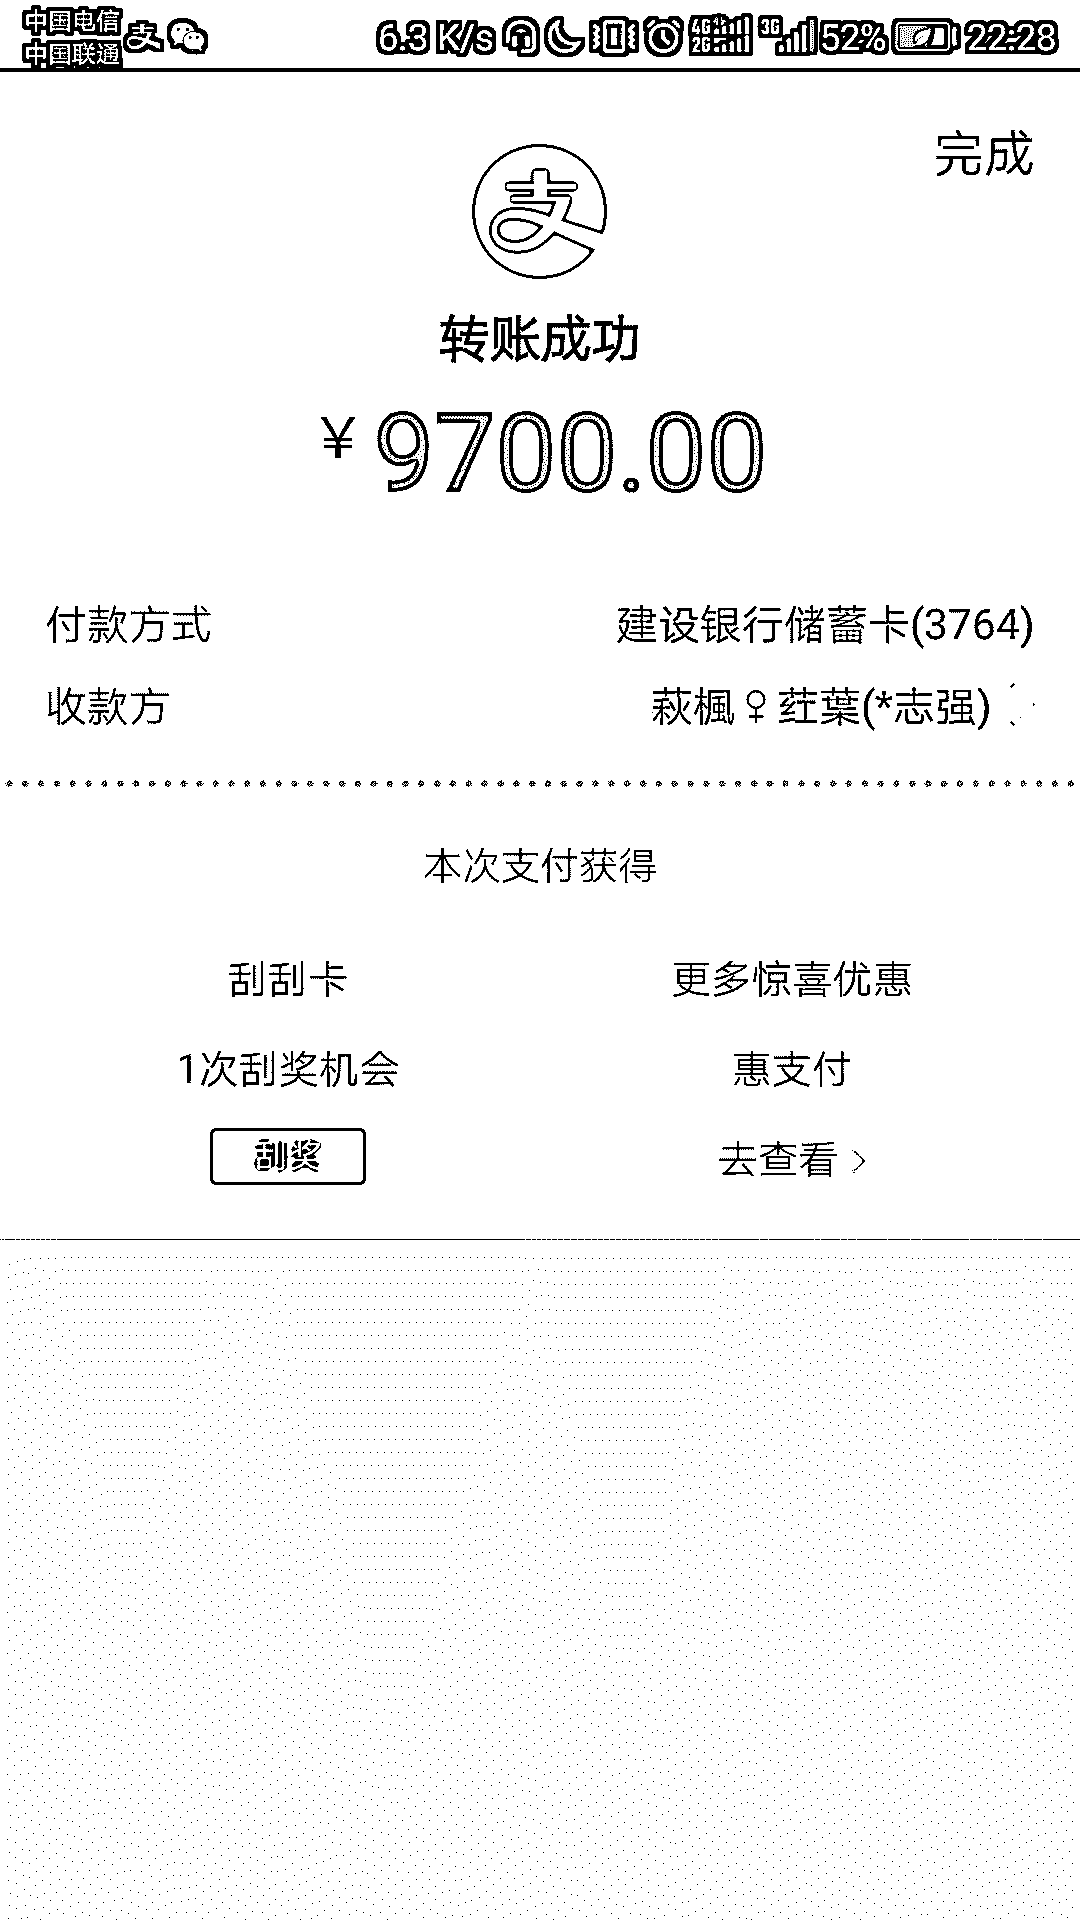 中国电信
中国联通
6.3 K/s 4G+ 2G 3G 52% 22:28
完成
支
转账成功
¥9700.00
付款方式 建设银行储蓄卡(3764)
收款方 萩楓♀荭葉(*志强)
本次支付获得
刮刮卡 更多惊喜优惠
1次刮奖机会 惠支付
刮奖 去查看 >